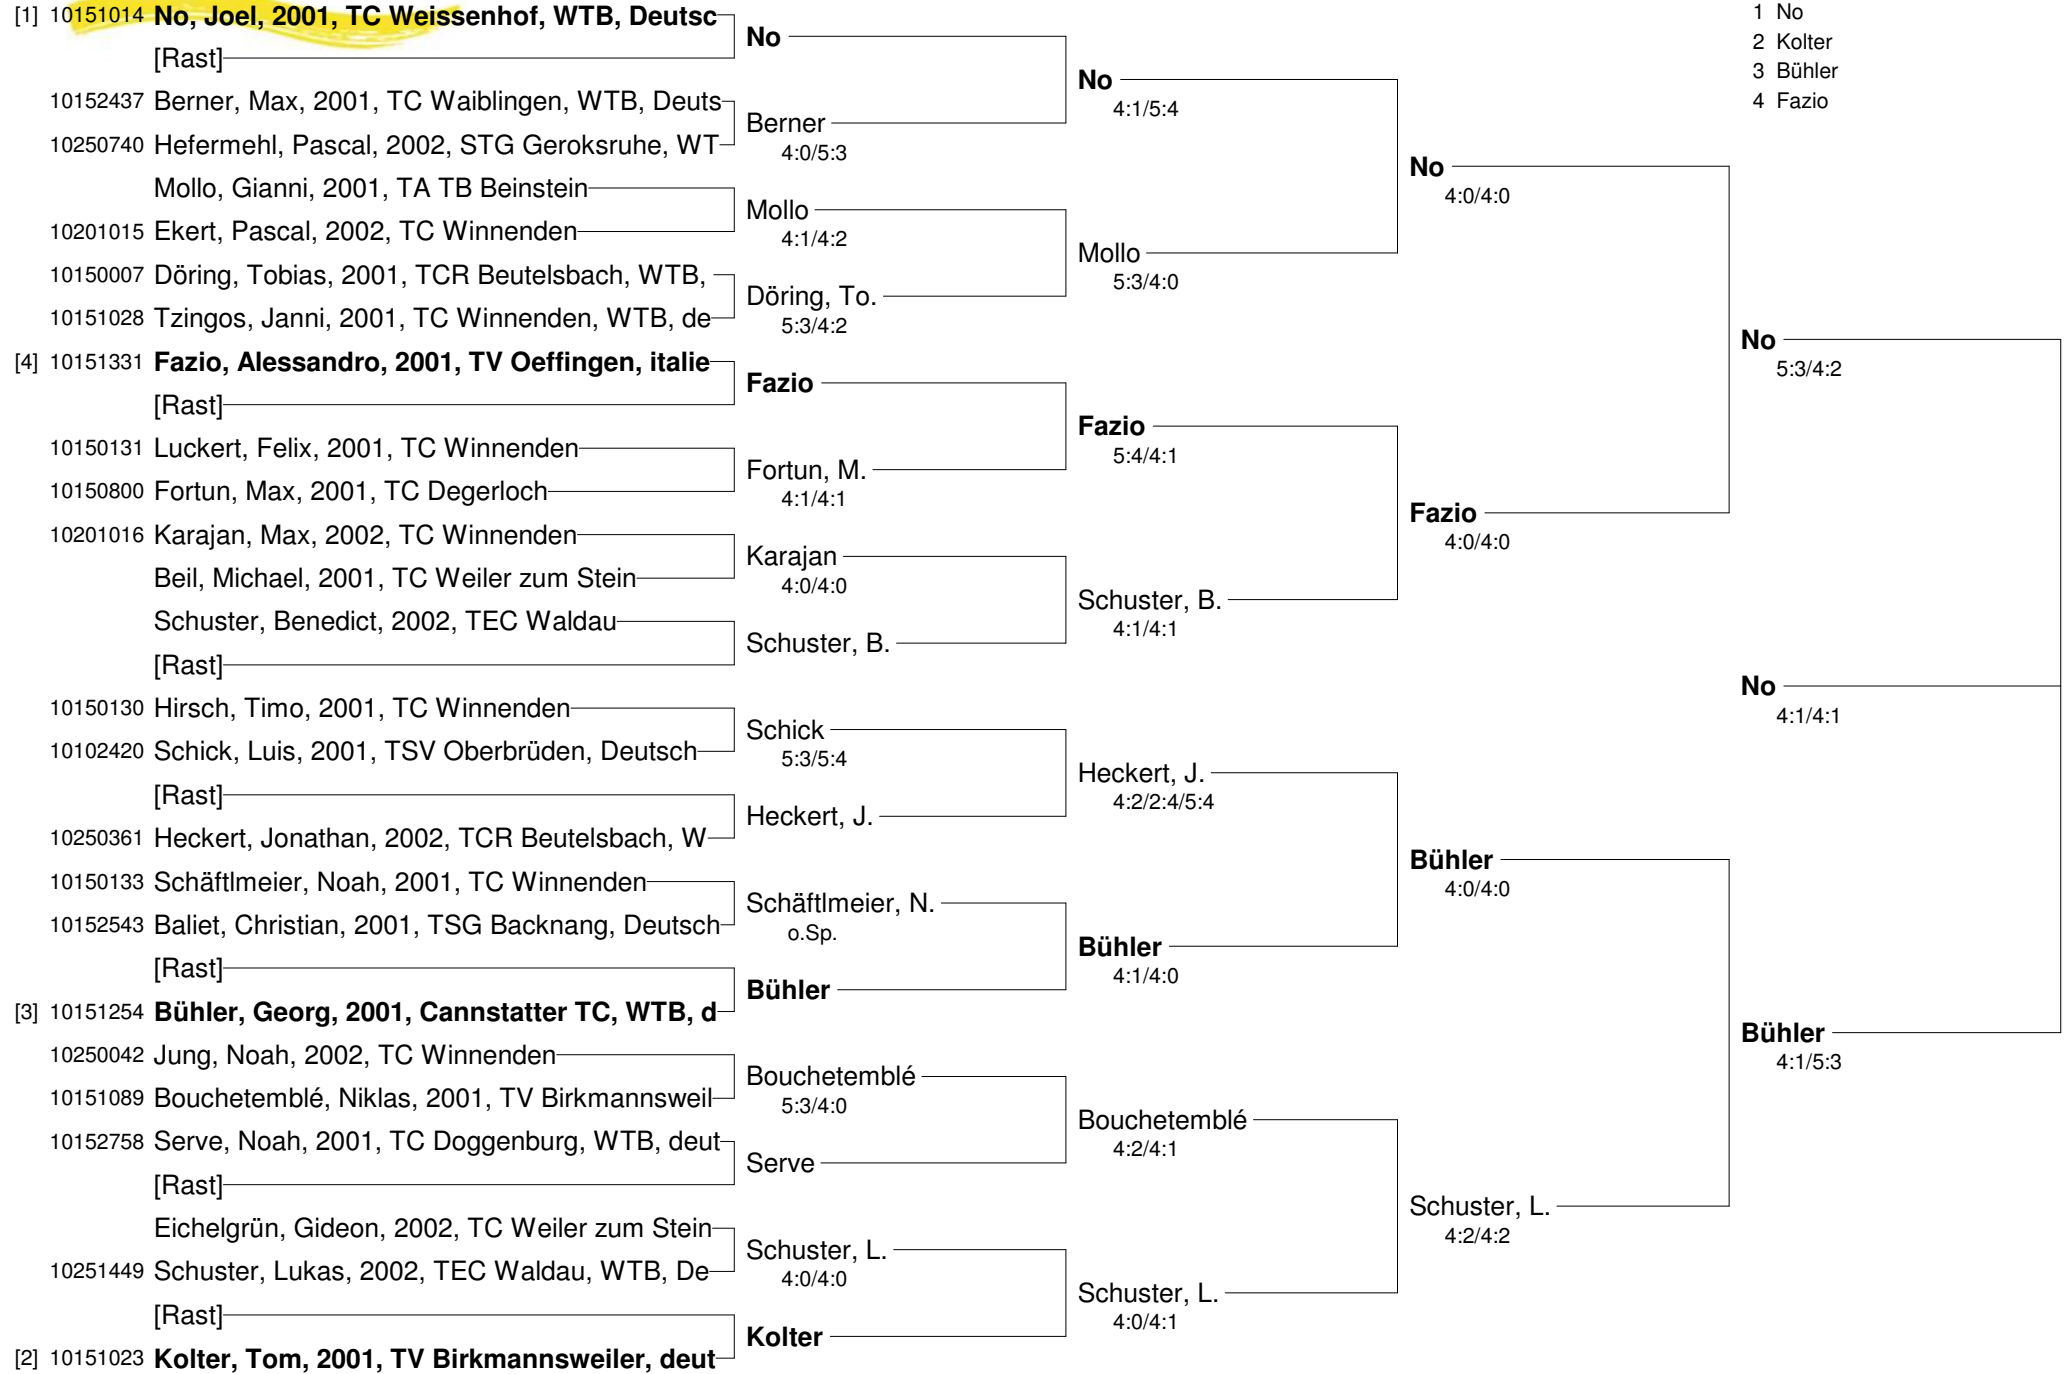 [1] 10151014 No, Joel, 2001, TC Weissenhof, WTB, Deutsc
[Rast]
10152437 Berner, Max, 2001, TC Waiblingen, WTB, Deuts
10250740 Hefermehl, Pascal, 2002, STG Geroksruhe, WT
Mollo, Gianni, 2001, TA TB Beinstein
10201015 Ekert, Pascal, 2002, TC Winnenden
10150007 Döring, Tobias, 2001, TCR Beutelsbach, WTB,
10151028 Tzingos, Janni, 2001, TC Winnenden, WTB, de
[4] 10151331 Fazio, Alessandro, 2001, TV Oeffingen, italie
[Rast]
10150131 Luckert, Felix, 2001, TC Winnenden
10150800 Fortun, Max, 2001, TC Degerloch
10201016 Karajan, Max, 2002, TC Winnenden
Beil, Michael, 2001, TC Weiler zum Stein
Schuster, Benedict, 2002, TEC Waldau
[Rast]
10150130 Hirsch, Timo, 2001, TC Winnenden
10102420 Schick, Luis, 2001, TSV Oberbrüden, Deutsch
[Rast]
10250361 Heckert, Jonathan, 2002, TCR Beutelsbach, W
10150133 Schäftlmeier, Noah, 2001, TC Winnenden
10152543 Baliet, Christian, 2001, TSG Backnang, Deutsch
[Rast]
[3] 10151254 Bühler, Georg, 2001, Cannstatter TC, WTB, d
10250042 Jung, Noah, 2002, TC Winnenden
10151089 Bouchetemblé, Niklas, 2001, TV Birkmannsweil
10152758 Serve, Noah, 2001, TC Doggenburg, WTB, deut
[Rast]
Eichelgrün, Gideon, 2002, TC Weiler zum Stein
10251449 Schuster, Lukas, 2002, TEC Waldau, WTB, De
[Rast]
[2] 10151023 Kolter, Tom, 2001, TV Birkmannsweiler, deut
No
Berner
4:0/5:3
Mollo
4:1/4:2
Döring, To.
5:3/4:2
Fazio
Fortun, M.
4:1/4:1
Karajan
4:0/4:0
Schuster, B.
Schick
5:3/5:4
Heckert, J.
Schäftlmeier, N.
o.Sp.
Bühler
Bouchetemblé
5:3/4:0
Serve
Schuster, L.
4:0/4:0
Kolter
No
4:1/5:4
Mollo
5:3/4:0
Fazio
5:4/4:1
Schuster, B.
4:1/4:1
Heckert, J.
4:2/2:4/5:4
Bühler
4:1/4:0
Bouchetemblé
4:2/4:1
Schuster, L.
4:0/4:1
No
4:0/4:0
Fazio
4:0/4:0
Bühler
4:0/4:0
Schuster, L.
4:2/4:2
1 No
2 Kolter
3 Bühler
4 Fazio
No
5:3/4:2
No
4:1/4:1
Bühler
4:1/5:3